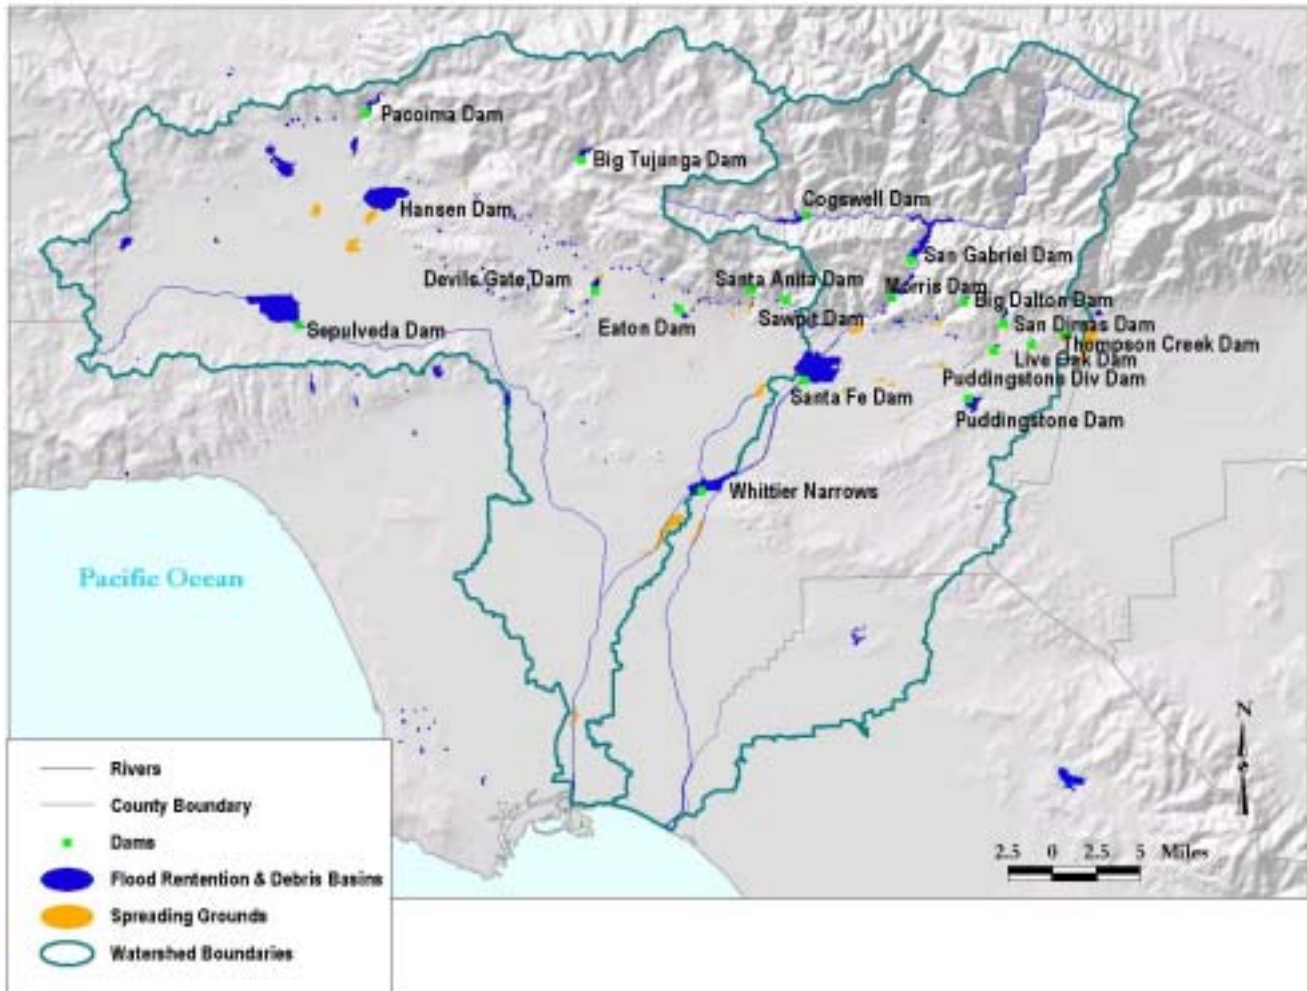 Pacoima Dam
Big Tujunga Dam
Hansen Dam
Cogswell Dam
San Gabriel Dam
Devils Gate Dam
Santa Anita Dam
Morris Dam
Big Dalton Dam
Sepulveda Dam
Eaton Dam
Sawpit Dam
San Dimas Dam
Thompson Creek Dam
Live Oak Dam
Puddingstone Div Dam
Santa Fe Dam
Puddingstone Dam
Whittier Narrows
Pacific Ocean
N
2.5 0 2.5 5 Miles
Rivers
County Boundary
Dams
Flood Rentention & Debris Basins
Spreading Grounds
Watershed Boundaries